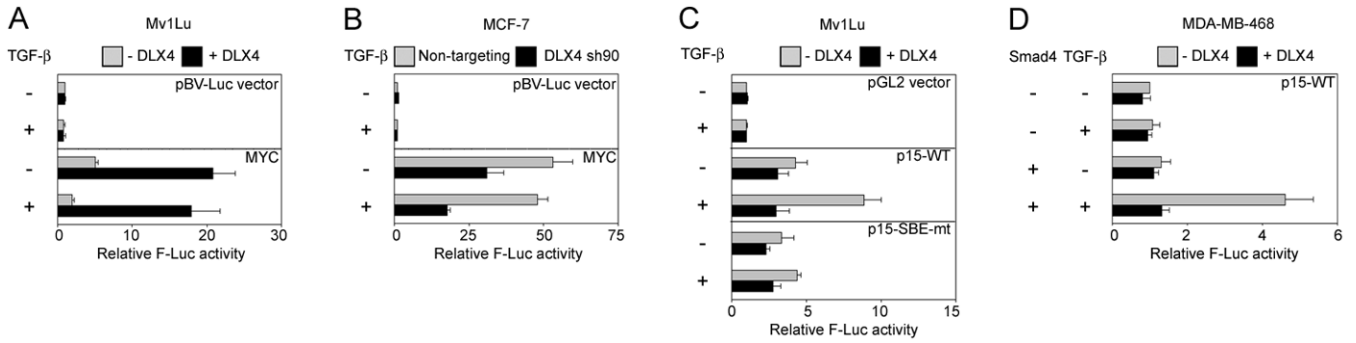 A
Mv1Lu
TGF-β - DLX4 + DLX4
pBV-Luc vector
-
+
MYC
-
+
0 10 20 30
Relative F-Luc activity
B
MCF-7
TGF-β Non-targeting DLX4 sh90
pBV-Luc vector
-
+
MYC
-
+
0 25 50 75
Relative F-Luc activity
C
Mv1Lu
TGF-β - DLX4 + DLX4
pGL2 vector
-
+
p15-WT
-
+
p15-SBE-mt
-
+
0 5 10 15
Relative F-Luc activity
D
MDA-MB-468
Smad4 TGF-β - DLX4 + DLX4
p15-WT
- -
- +
+ -
+ +
0 2 4 6
Relative F-Luc activity